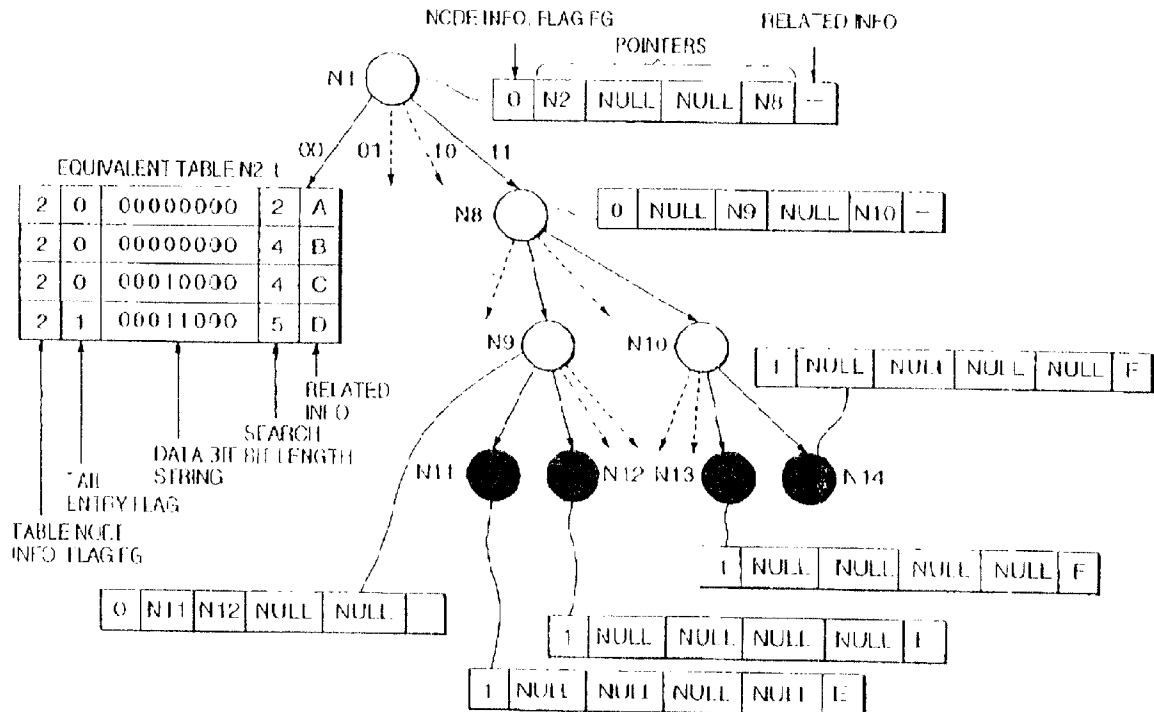 NODE INFO. FLAG FG
RELATED INFO
POINTERS
N1
0 N2 NULL NULL N8 —
00 01 10 11
EQUIVALENT TABLE N2
2 0 00000000 2 A
2 0 00000000 4 B
2 0 00010000 4 C
2 1 00011000 5 D
N8
0 NULL N9 NULL N10 —
N9
N10
1 NULL NULL NULL NULL F
RELATED
INFO
SEARCH
BIT LENGTH
DATA BIT
STRING
N11
N12
N13
N14
ENTRY FLAG
TABLE NODE
INFO FLAG FG
1 NULL NULL NULL NULL F
0 N11 N12 NULL NULL
1 NULL NULL NULL NULL
1 NULL NULL NULL NULL E